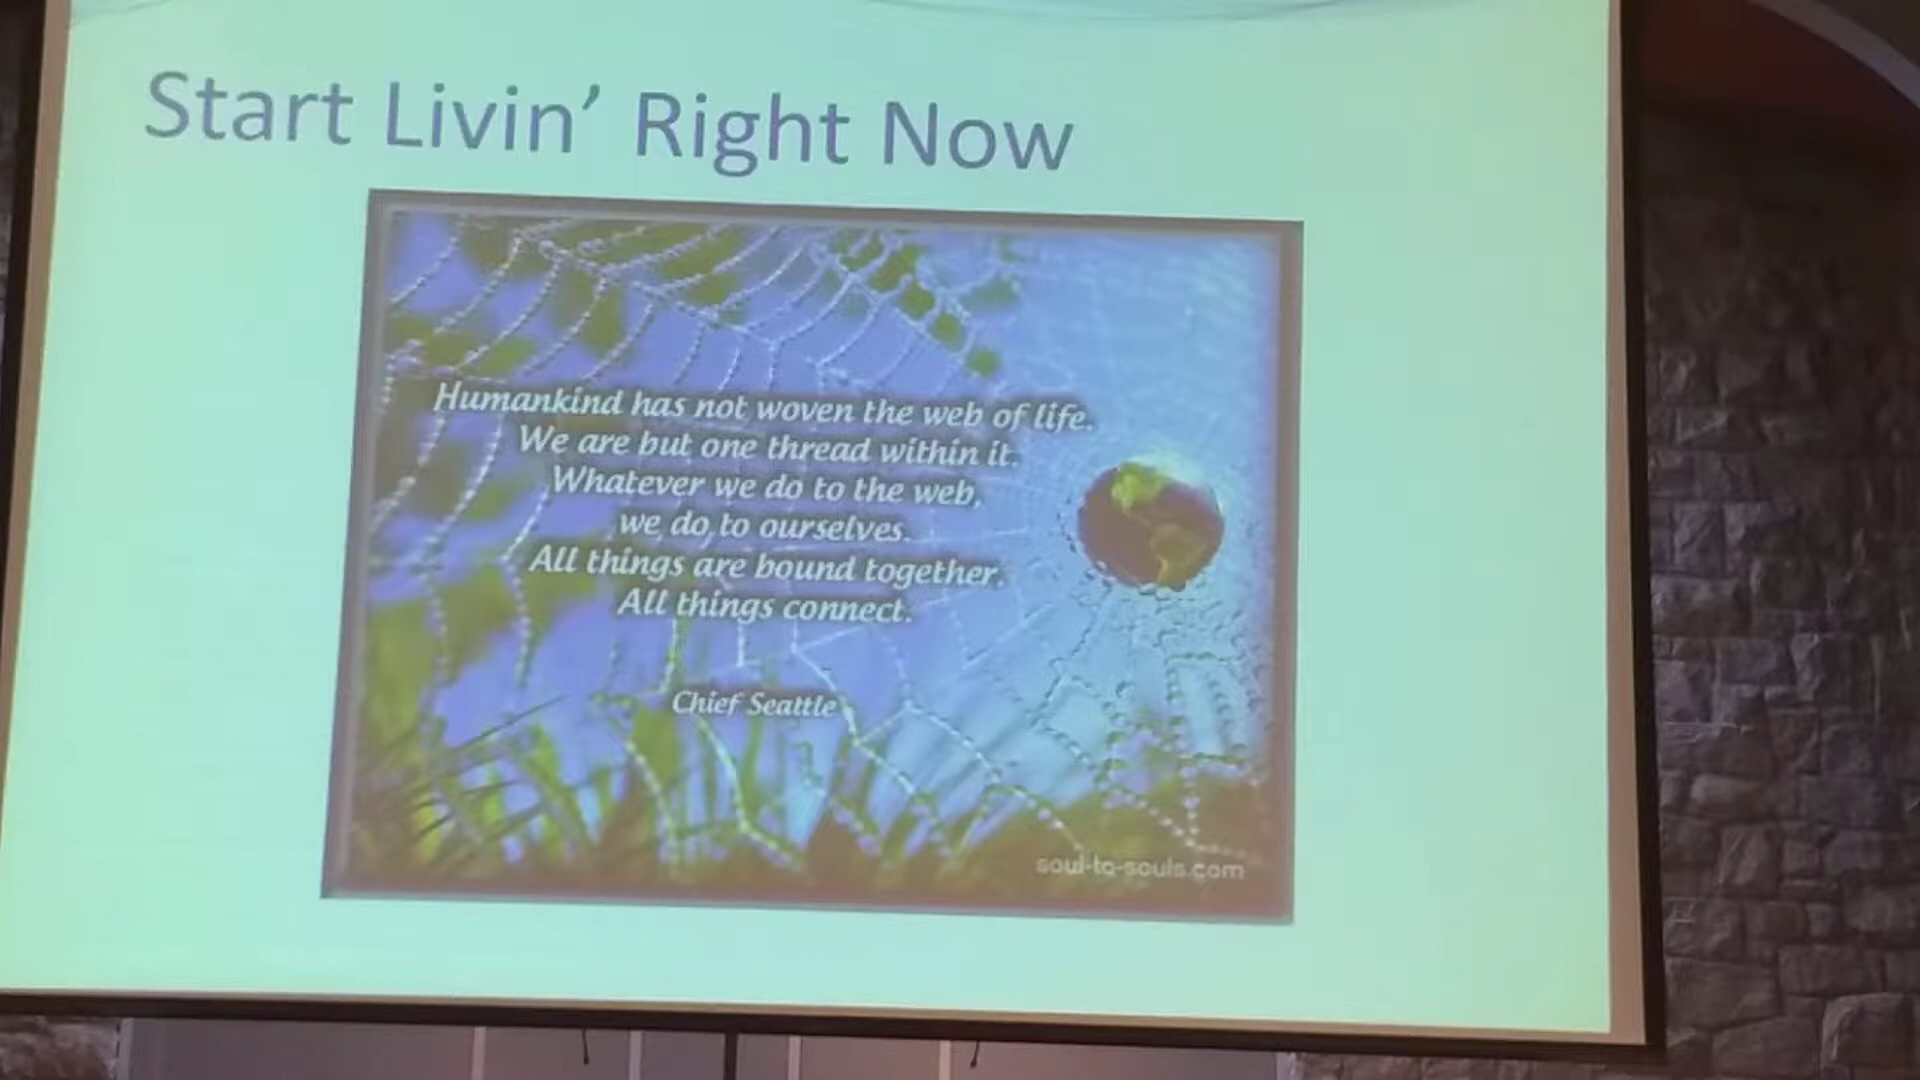 Start Livin’ Right Now
Humankind has not woven the web of life.
We are but one thread within it.
Whatever we do to the web,
we do to ourselves.
All things are bound together.
All things connect.
Chief Seattle
soul-to-souls.com